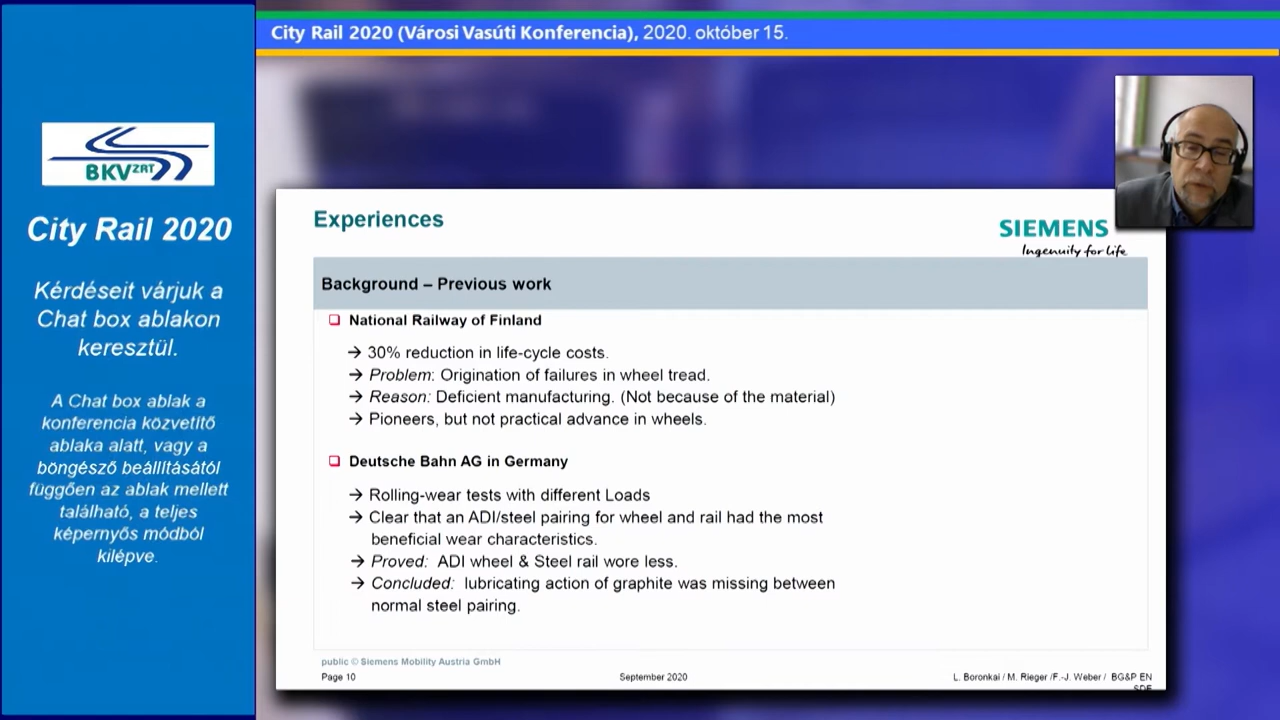 City Rail 2020 (Városi Vasúti Konferencia), 2020. október 15.
BKV ZRT
City Rail 2020
Kérdéseit várjuk a
Chat box ablakon
keresztül.
A Chat box ablak a
konferencia közvetítő
ablaka alatt, vagy a
böngésző beállításától
függően az ablak mellett
található, a teljes
képernyős módból
kilépve.
Experiences
SIEMENS
Ingenuity for life
Background – Previous work
National Railway of Finland
→ 30% reduction in life-cycle costs.
→ Problem: Origination of failures in wheel tread.
→ Reason: Deficient manufacturing. (Not because of the material)
→ Pioneers, but not practical advance in wheels.
Deutsche Bahn AG in Germany
→ Rolling-wear tests with different Loads
→ Clear that an ADI/steel pairing for wheel and rail had the most
beneficial wear characteristics.
→ Proved: ADI wheel & Steel rail wore less.
→ Concluded: lubricating action of graphite was missing between
normal steel pairing.
public © Siemens Mobility Austria GmbH
Page 10
September 2020
L. Boronkai / M. Rieger /F.-J. Weber / BG&P EN
SDE